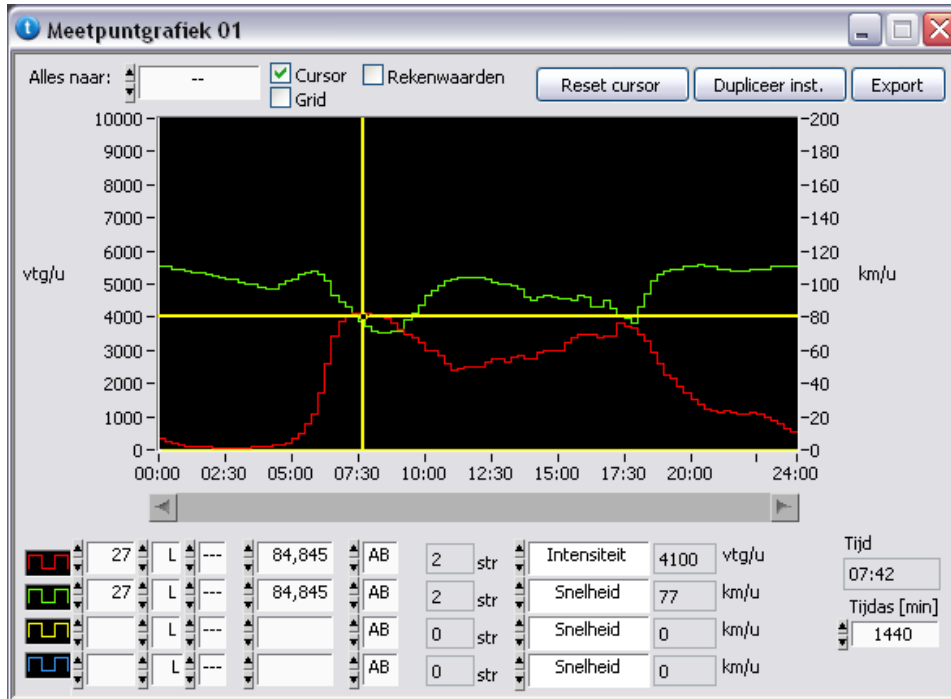 Meetpuntgrafiek 01
Alles naar: -- Cursor Rekenwaarden Reset cursor Dupliceer inst. Export
Grid
10000 200
9000 180
8000 160
7000 140
6000 120
vtg/u km/u
5000 100
4000 80
3000 60
2000 40
1000 20
0 0
00:00 02:30 05:00 07:30 10:00 12:30 15:00 17:30 20:00 24:00
27 L --- 84,845 AB 2 str Intensiteit 4100 vtg/u Tijd
07:42
27 L --- 84,845 AB 2 str Snelheid 77 km/u
Tijdas [min]
L --- AB 0 str Snelheid 0 km/u 1440
L --- AB 0 str Snelheid 0 km/u